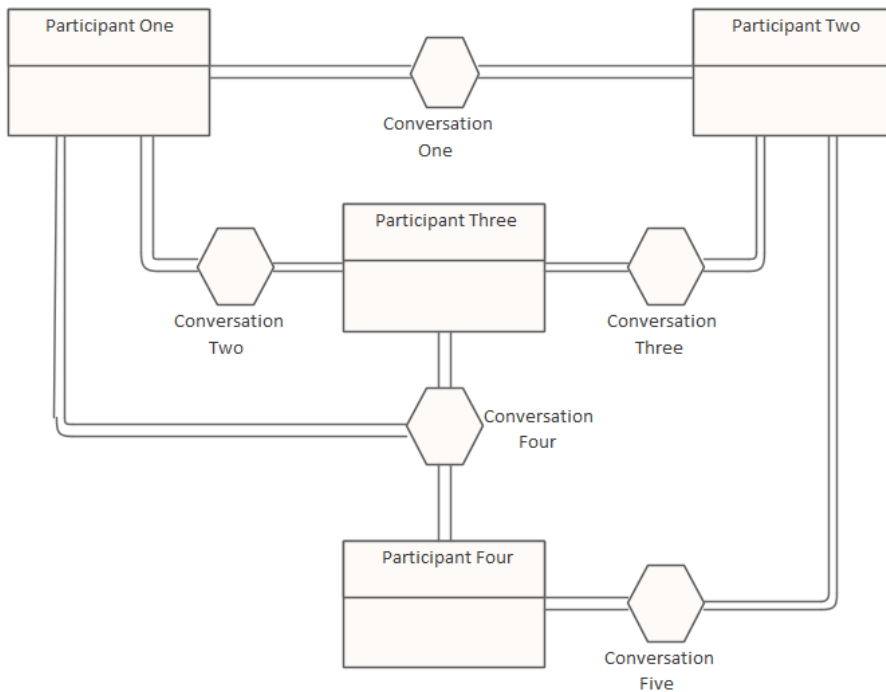 Participant One
Participant Two
Conversation
One
Participant Three
Conversation
Two
Conversation
Three
Conversation
Four
Participant Four
Conversation
Five